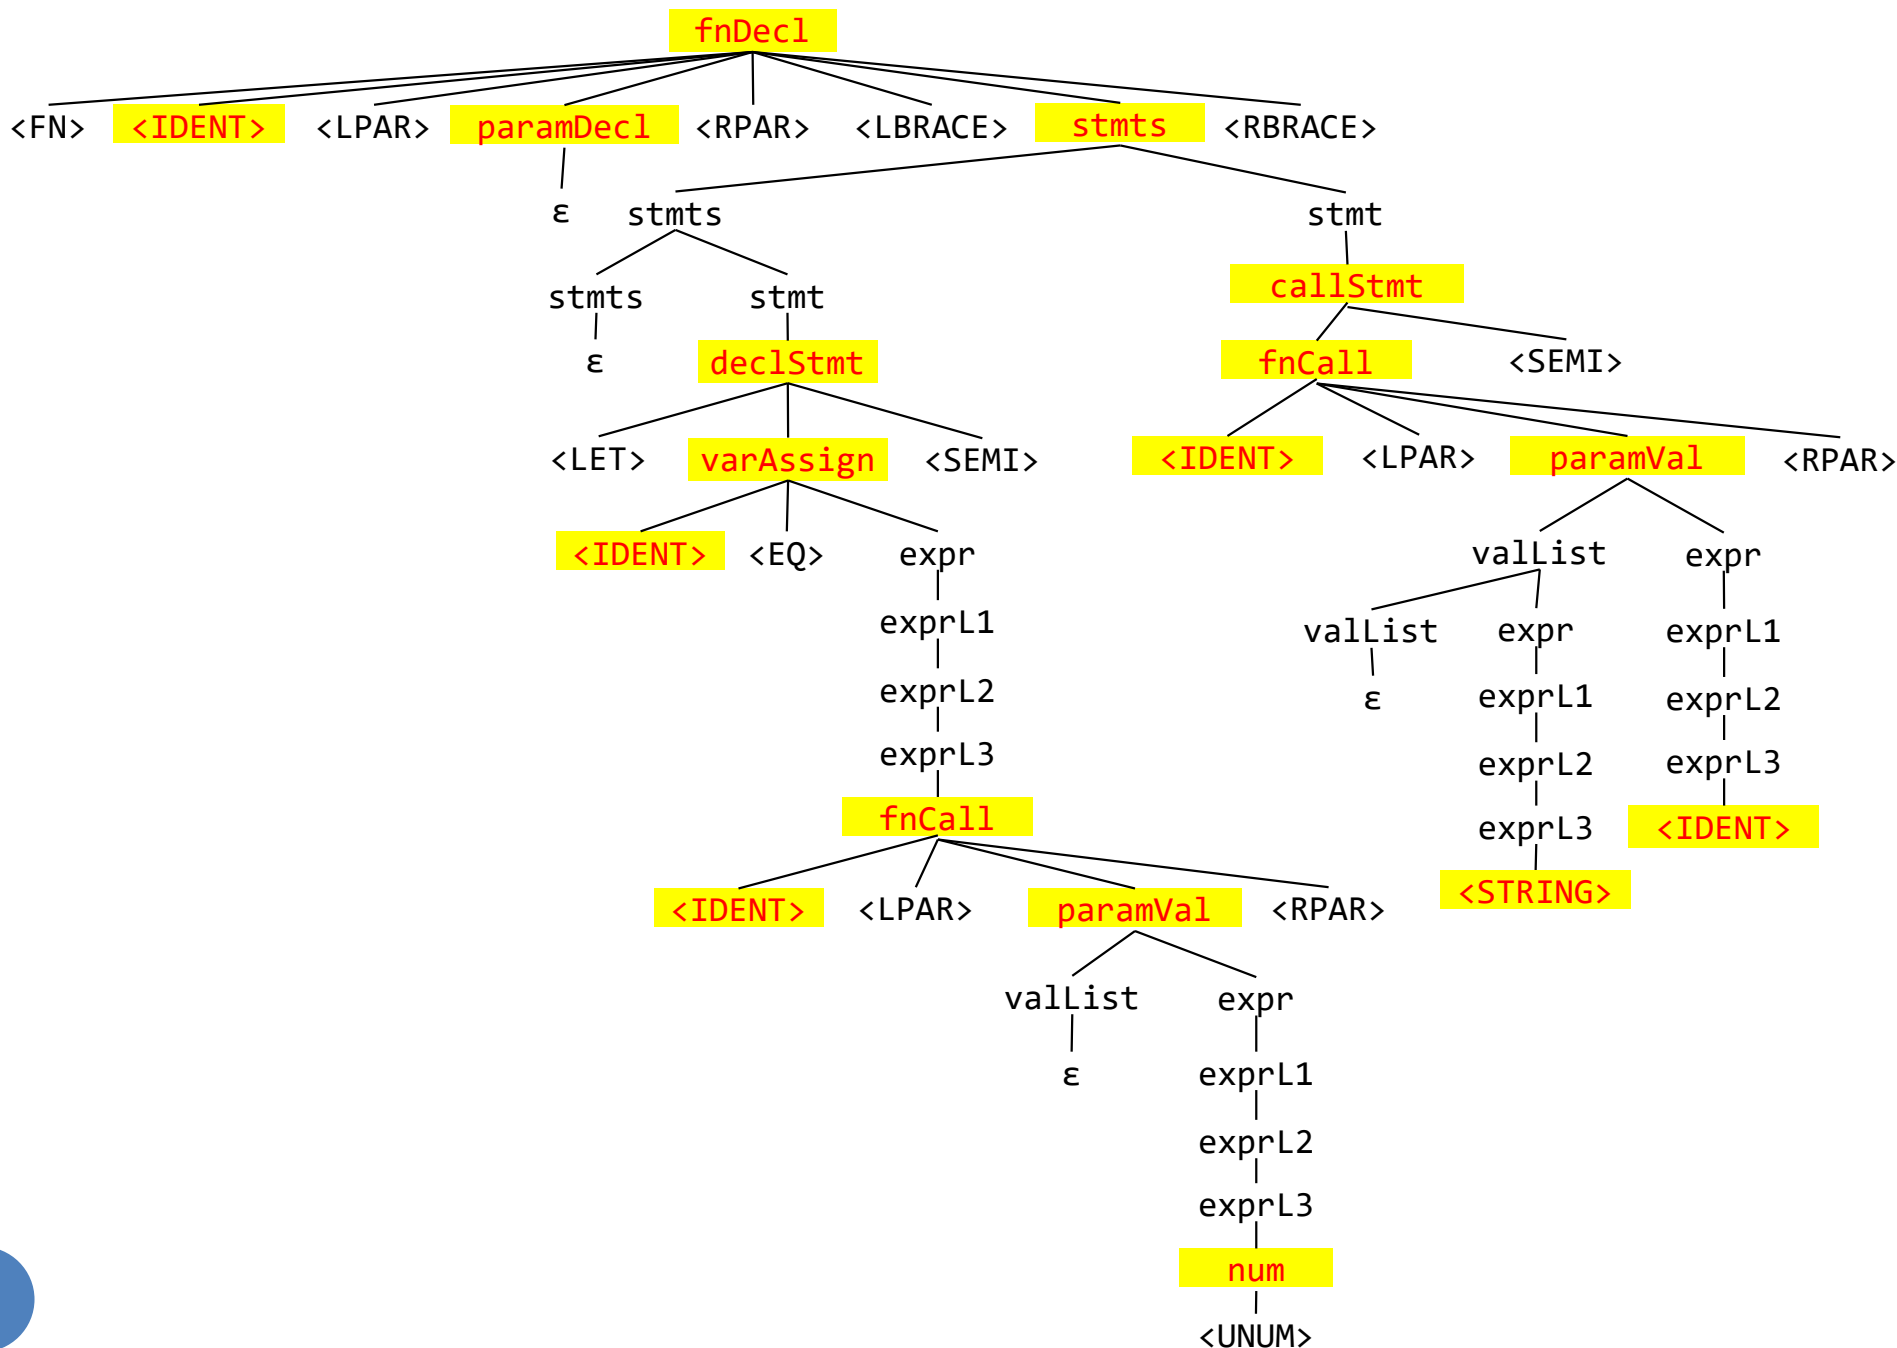 fnDecl
<FN> <IDENT> <LPAR> paramDecl <RPAR> <LBRACE> stmts <RBRACE>
ε stmts stmt
stmts stmt callStmt
ε declStmt fnCall <SEMI>
<LET> varAssign <SEMI> <IDENT> <LPAR> paramVal <RPAR>
<IDENT> <EQ> expr valList expr
exprL1 valList expr exprL1
exprL2 ε exprL1 exprL2
exprL3 exprL2 exprL3
fnCall exprL3 <IDENT>
<IDENT> <LPAR> paramVal <RPAR> <STRING>
valList expr
ε exprL1
exprL2
exprL3
num
<UNUM>